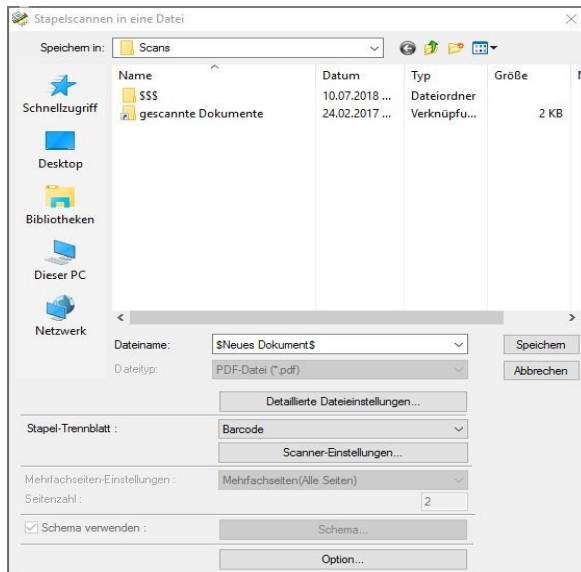 Stapelscannen in eine Datei
Speichern in: Scans
Name Datum Typ Größe
$$$ 10.07.2018 ... Dateiordner
gescannte Dokumente 24.02.2017 ... Verknüpfu... 2 KB
Schnellzugriff
Desktop
Bibliotheken
Dieser PC
Netzwerk
Dateiname: $Neues Dokument$ Speichern
Dateityp: PDF-Datei (*.pdf) Abbrechen
Detaillierte Dateieinstellungen...
Stapel-Trennblatt : Barcode
Scanner-Einstellungen...
Mehrfachseiten-Einstellungen : Mehrfachseiten(Alle Seiten)
Seitenzahl : 2
Schema verwenden : Schema...
Option...